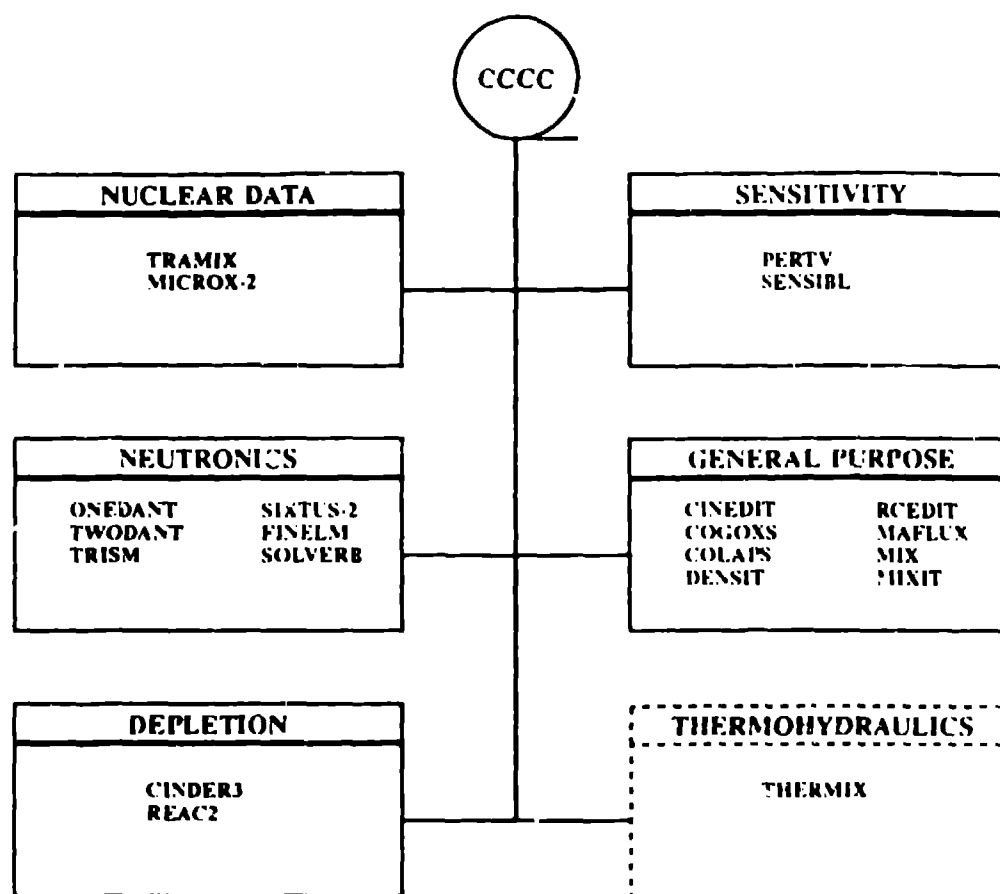 CCCC
NUCLEAR DATA
TRAMIX
MICROX-2
SENSITIVITY
PERTV
SENSIBL
NEUTRONICS
ONEDANT SIXTUS-2
TWODANT FINELM
TRISM SOLVERB
GENERAL PURPOSE
CINEDIT RCEDIT
COGOXS MAFLUX
COLAPS MIX
DENSIT MIXIT
DEPLETION
CINDER3
REAC2
THERMOHYDRAULICS
THERMIX